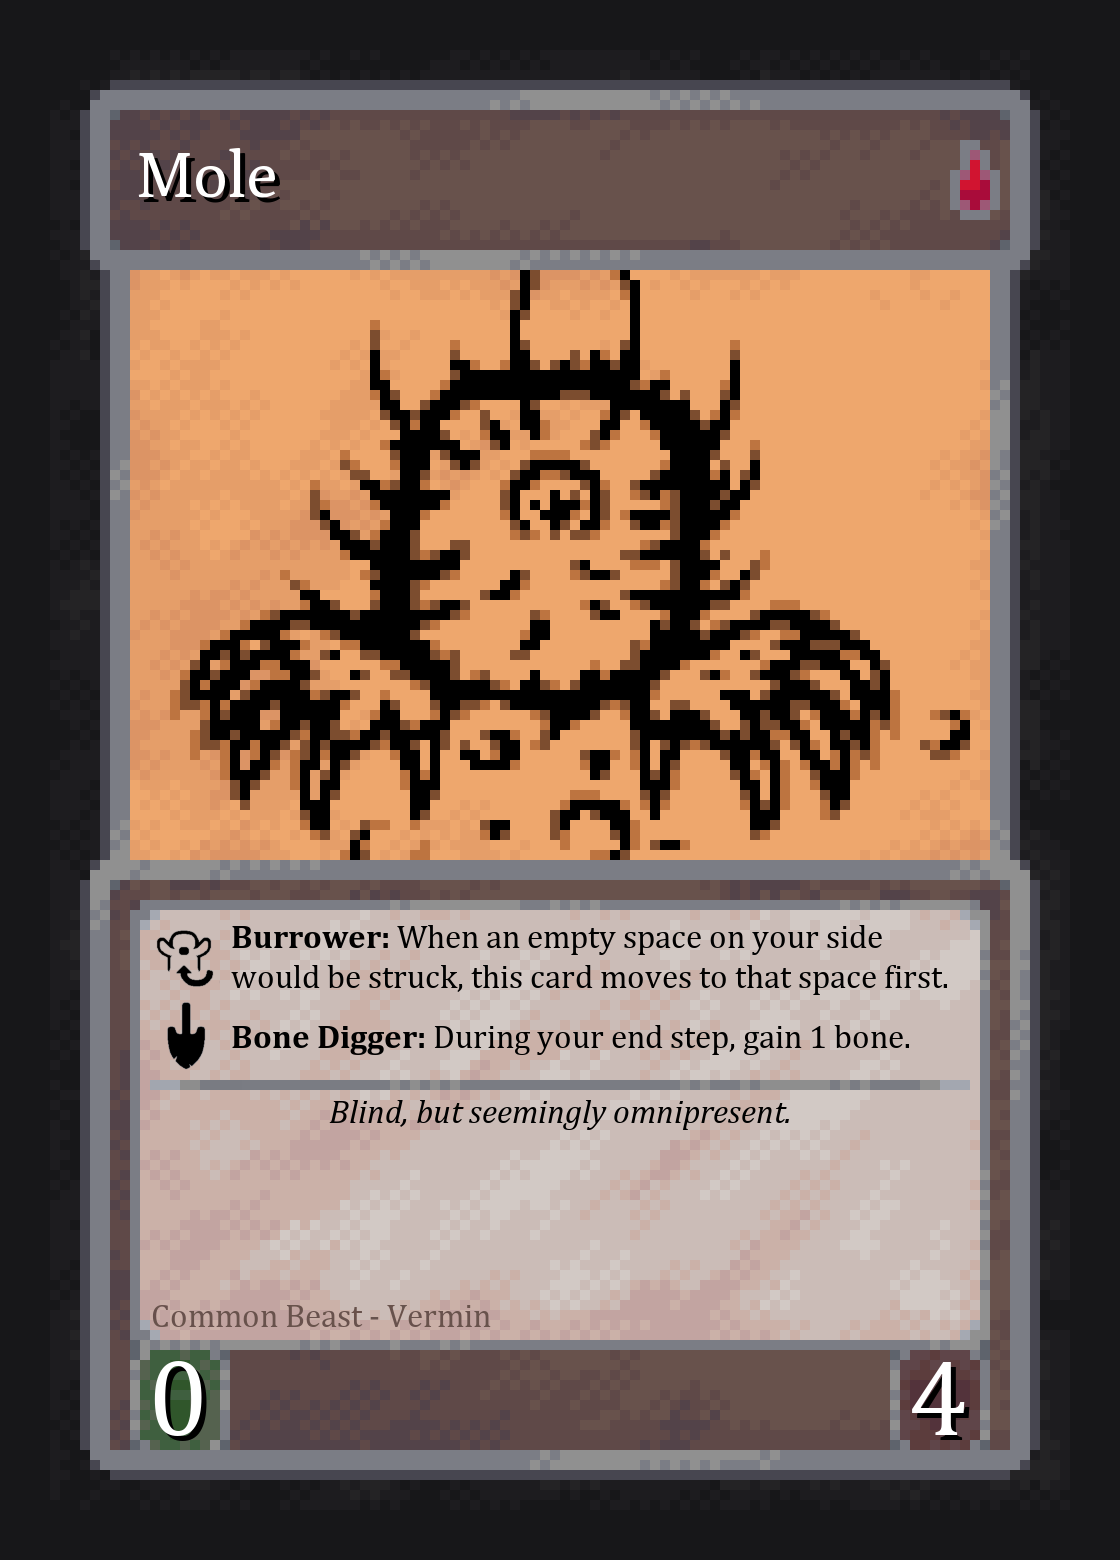 Mole
Burrower: When an empty space on your side
would be struck, this card moves to that space first.
Bone Digger: During your end step, gain 1 bone.
Blind, but seemingly omnipresent.
Common Beast - Vermin
0
4